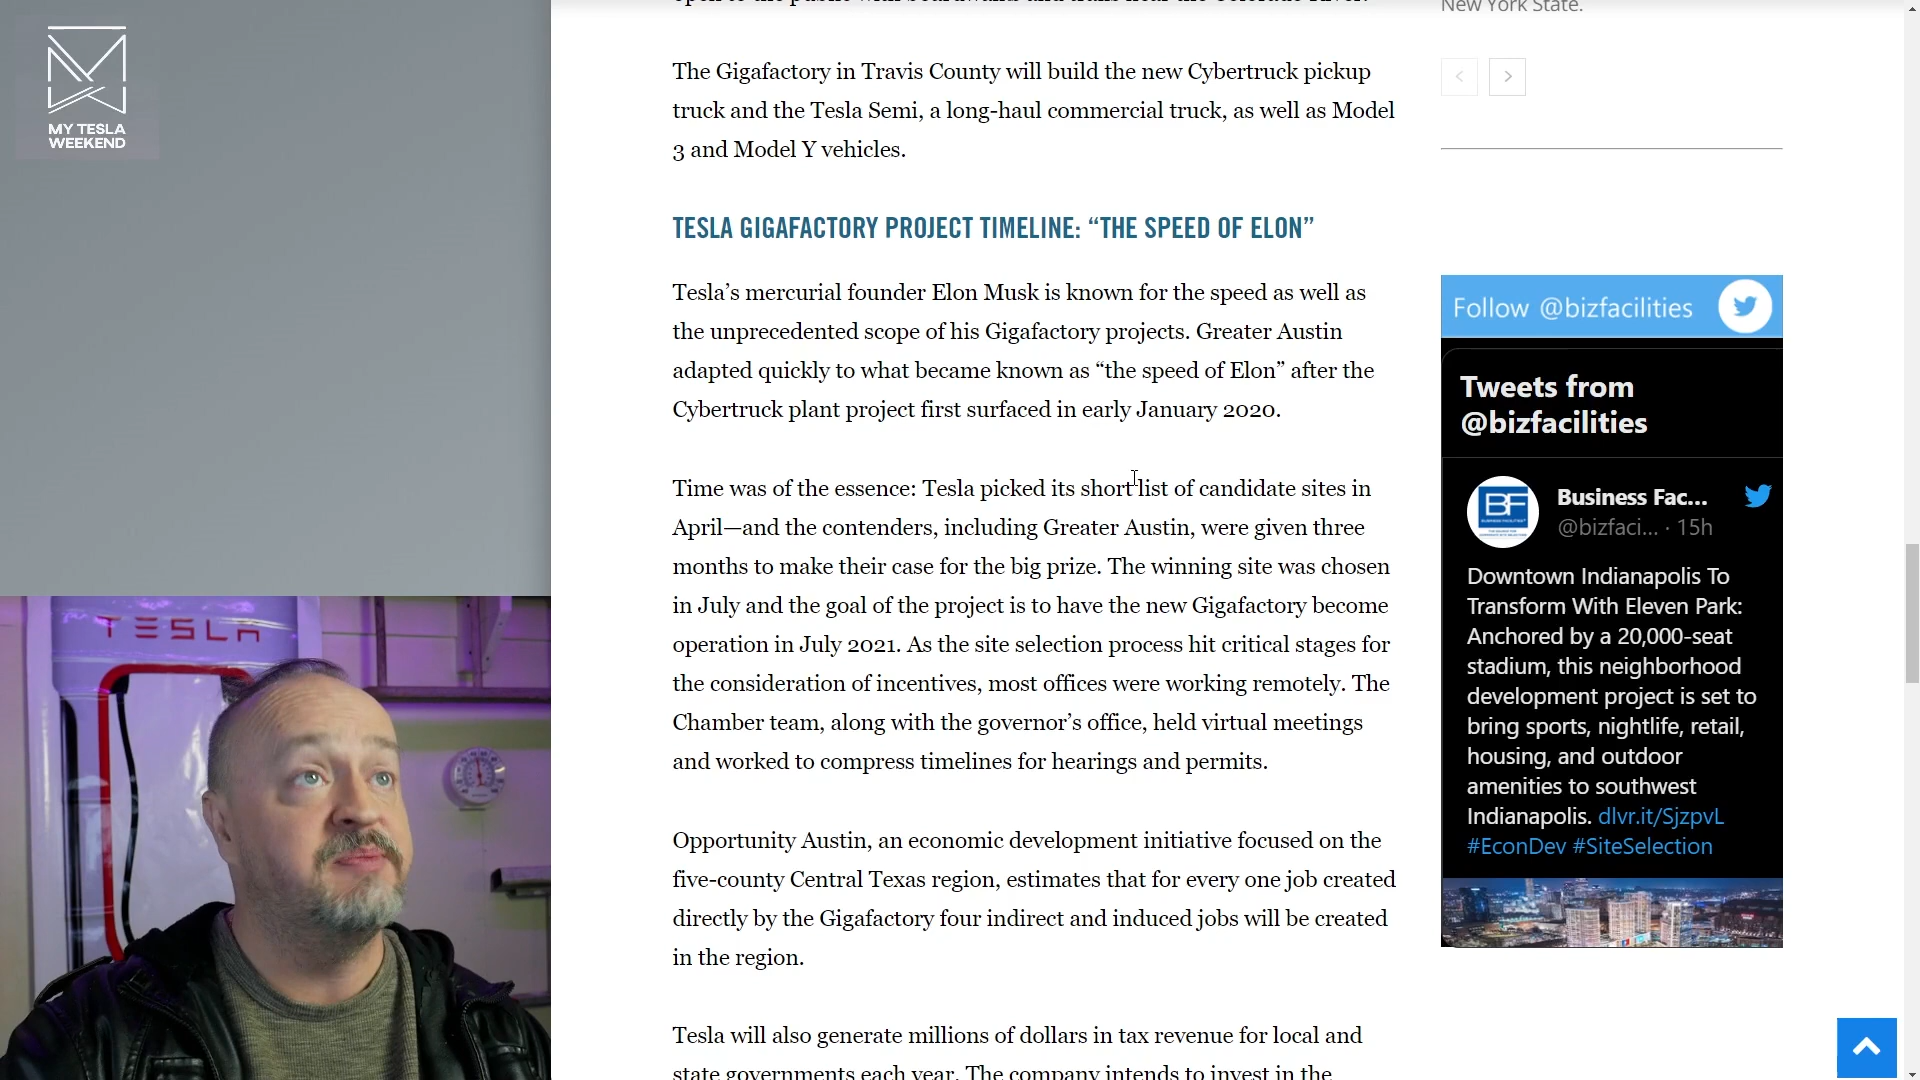 MY TESLA
WEEKEND
TESLA
The Gigafactory in Travis County will build the new Cybertruck pickup
truck and the Tesla Semi, a long-haul commercial truck, as well as Model
3 and Model Y vehicles.
TESLA GIGAFACTORY PROJECT TIMELINE: “THE SPEED OF ELON”
Tesla’s mercurial founder Elon Musk is known for the speed as well as
the unprecedented scope of his Gigafactory projects. Greater Austin
adapted quickly to what became known as “the speed of Elon” after the
Cybertruck plant project first surfaced in early January 2020.
Time was of the essence: Tesla picked its short list of candidate sites in
April—and the contenders, including Greater Austin, were given three
months to make their case for the big prize. The winning site was chosen
in July and the goal of the project is to have the new Gigafactory become
operation in July 2021. As the site selection process hit critical stages for
the consideration of incentives, most offices were working remotely. The
Chamber team, along with the governor’s office, held virtual meetings
and worked to compress timelines for hearings and permits.
Opportunity Austin, an economic development initiative focused on the
five-county Central Texas region, estimates that for every one job created
directly by the Gigafactory four indirect and induced jobs will be created
in the region.
Tesla will also generate millions of dollars in tax revenue for local and
state governments each year. The company intends to invest in the
New York State.
Follow @bizfacilities
Tweets from
@bizfacilities
BF
Business Fac...
@bizfaci... · 15h
Downtown Indianapolis To
Transform With Eleven Park:
Anchored by a 20,000-seat
stadium, this neighborhood
development project is set to
bring sports, nightlife, retail,
housing, and outdoor
amenities to southwest
Indianapolis. dlvr.it/SjzpvL
#EconDev #SiteSelection